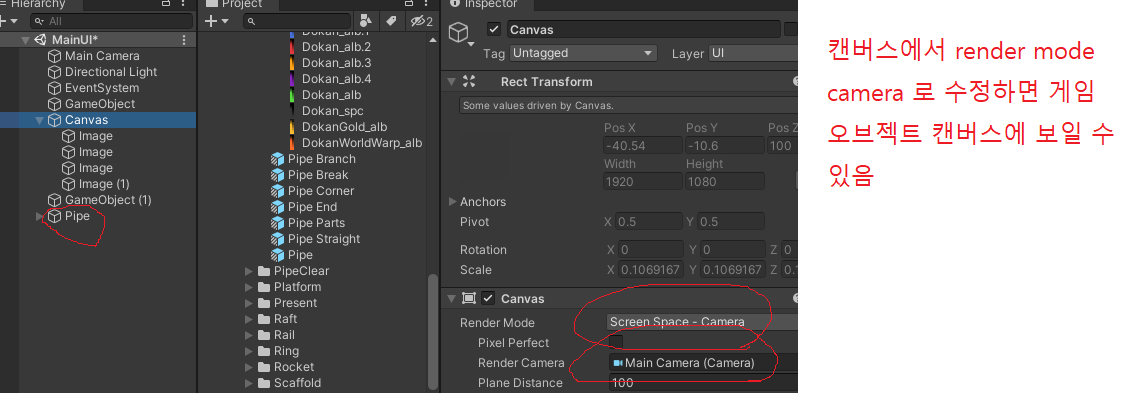 Hierarchy
All
MainUI*
Main Camera
Directional Light
EventSystem
GameObject
Canvas
Image
Image
Image
Image (1)
GameObject (1)
Pipe
Project
2
Dokan_alb.2
Dokan_alb.3
Dokan_alb.4
Dokan_alb
Dokan_spc
DokanGold_alb
DokanWorldWarp_alb
Pipe Branch
Pipe Break
Pipe Corner
Pipe End
Pipe Parts
Pipe Straight
Pipe
PipeClear
Platform
Present
Raft
Rail
Ring
Rocket
Scaffold
Inspector
Canvas
Tag Untagged Layer UI
Rect Transform
Some values driven by Canvas.
Pos X Pos Y Pos Z
-40.54 -10.6 100
Width Height
1920 1080
Anchors
Pivot X 0.5 Y 0.5
Rotation X 0 Y 0 Z 0
Scale X 0.1069167 Y 0.1069167 Z
Canvas
Render Mode Screen Space - Camera
Pixel Perfect
Render Camera Main Camera (Camera)
Plane Distance 100
캔버스에서 render mode
camera 로 수정하면 게임
오브젝트 캔버스에 보일 수
있음